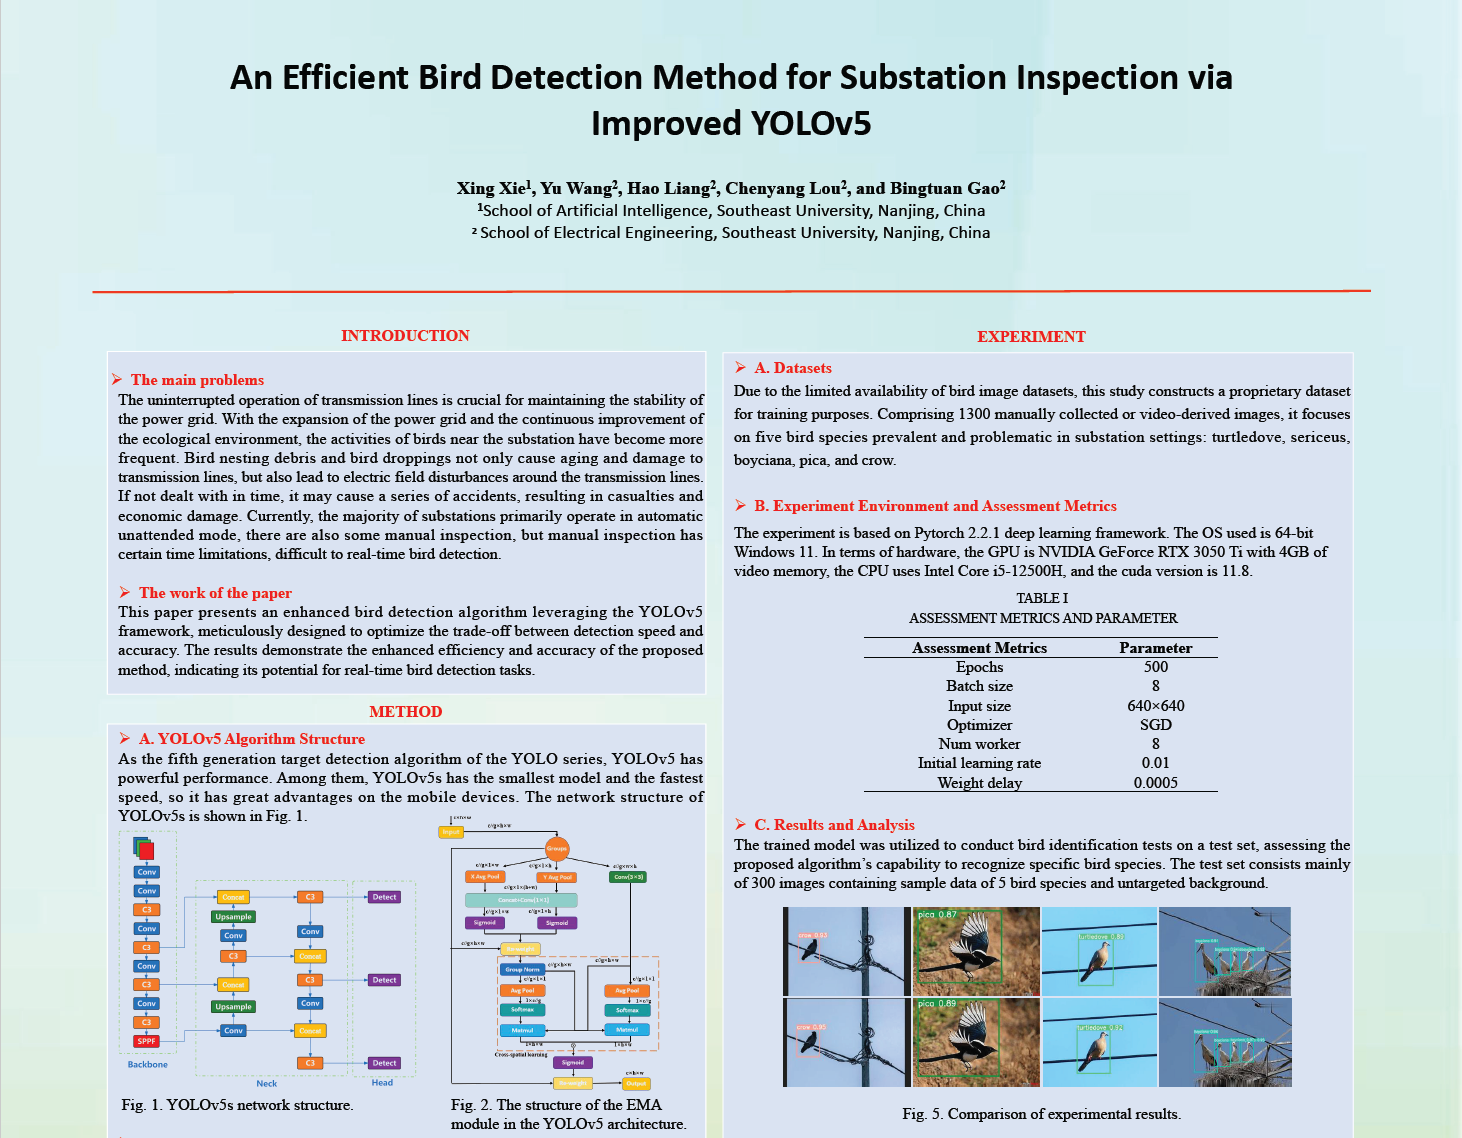 An Efficient Bird Detection Method for Substation Inspection via
Improved YOLOv5
Xing Xie¹, Yu Wang², Hao Liang², Chenyang Lou², and Bingtuan Gao²
¹School of Artificial Intelligence, Southeast University, Nanjing, China
² School of Electrical Engineering, Southeast University, Nanjing, China
INTRODUCTION
➢ The main problems
The uninterrupted operation of transmission lines is crucial for maintaining the stability of
the power grid. With the expansion of the power grid and the continuous improvement of
the ecological environment, the activities of birds near the substation have become more
frequent. Bird nesting debris and bird droppings not only cause aging and damage to
transmission lines, but also lead to electric field disturbances around the transmission lines.
If not dealt with in time, it may cause a series of accidents, resulting in casualties and
economic damage. Currently, the majority of substations primarily operate in automatic
unattended mode, there are also some manual inspection, but manual inspection has
certain time limitations, difficult to real-time bird detection.
➢ The work of the paper
This paper presents an enhanced bird detection algorithm leveraging the YOLOv5
framework, meticulously designed to optimize the trade-off between detection speed and
accuracy. The results demonstrate the enhanced efficiency and accuracy of the proposed
method, indicating its potential for real-time bird detection tasks.
METHOD
➢ A. YOLOv5 Algorithm Structure
As the fifth generation target detection algorithm of the YOLO series, YOLOv5 has
powerful performance. Among them, YOLOv5s has the smallest model and the fastest
speed, so it has great advantages on the mobile devices. The network structure of
YOLOv5s is shown in Fig. 1.
Conv
Conv
C3
Conv
C3
Conv
C3
Conv
C3
SPPF
Backbone
Concat
Upsample
Conv
C3
Concat
Upsample
Conv
C3
Conv
Concat
C3
Conv
Concat
C3
Neck
Detect
Detect
Detect
Head
Fig. 1. YOLOv5s network structure.
c×h×w
Input
c//g×h×w
Groups
c//g×1×w
c//g×1×h
c//g×w×h
X Avg Pool
Y Avg Pool
Conv(3×3)
c//g×1×(h+w)
Concat+Conv(1×1)
c//g×1×w
c//g×1×h
Sigmoid
Sigmoid
c//g×h×w
Re-weight
c//g×h×w
c//g×h×w
Group Norm
c//g×1×1
c//g×1×1
Avg Pool
Avg Pool
1×c//g
1×c//g
Softmax
Softmax
Matmul
Matmul
1×h×w
1×h×w
Cross-spatial learning
Sigmoid
c×h×w
Re-weight
Output
Fig. 2. The structure of the EMA
module in the YOLOv5 architecture.
EXPERIMENT
➢ A. Datasets
Due to the limited availability of bird image datasets, this study constructs a proprietary dataset
for training purposes. Comprising 1300 manually collected or video-derived images, it focuses
on five bird species prevalent and problematic in substation settings: turtledove, sericeus,
boyciana, pica, and crow.
➢ B. Experiment Environment and Assessment Metrics
The experiment is based on Pytorch 2.2.1 deep learning framework. The OS used is 64-bit
Windows 11. In terms of hardware, the GPU is NVIDIA GeForce RTX 3050 Ti with 4GB of
video memory, the CPU uses Intel Core i5-12500H, and the cuda version is 11.8.
TABLE I
ASSESSMENT METRICS AND PARAMETER
Assessment Metrics Parameter
Epochs 500
Batch size 8
Input size 640×640
Optimizer SGD
Num worker 8
Initial learning rate 0.01
Weight delay 0.0005
➢ C. Results and Analysis
The trained model was utilized to conduct bird identification tests on a test set, assessing the
proposed algorithm's capability to recognize specific bird species. The test set consists mainly
of 300 images containing sample data of 5 bird species and untargeted background.
crow 0.83
pica 0.87
turtledove 0.89
crow 0.85
pica 0.89
turtledove 0.92
Fig. 5. Comparison of experimental results.